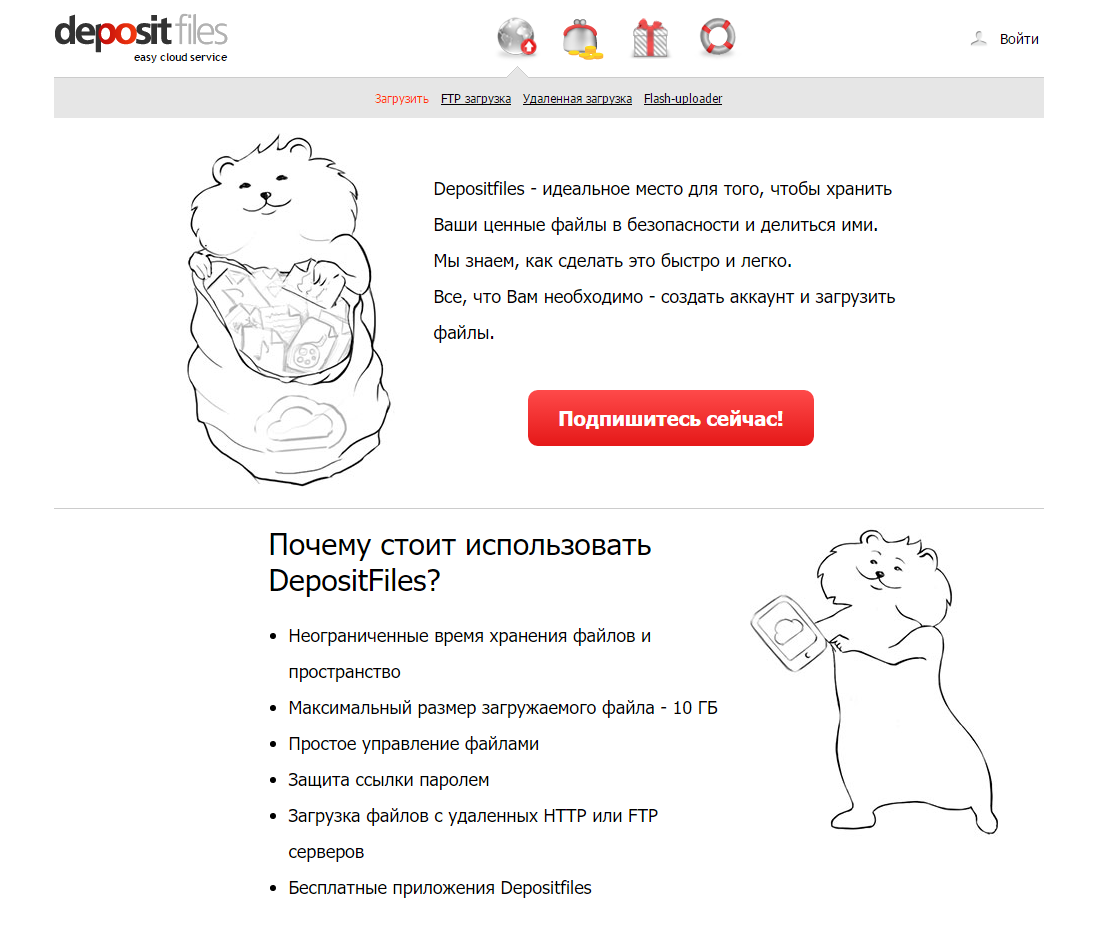 depositfiles
easy cloud service
Войти
Загрузить FTP загрузка Удаленная загрузка Flash-uploader
Depositfiles - идеальное место для того, чтобы хранить
Ваши ценные файлы в безопасности и делиться ими.
Мы знаем, как сделать это быстро и легко.
Все, что Вам необходимо - создать аккаунт и загрузить
файлы.
Подпишитесь сейчас!
Почему стоит использовать
DepositFiles?
Неограниченные время хранения файлов и
пространство
Максимальный размер загружаемого файла - 10 ГБ
Простое управление файлами
Защита ссылки паролем
Загрузка файлов с удаленных HTTP или FTP
серверов
Бесплатные приложения Depositfiles